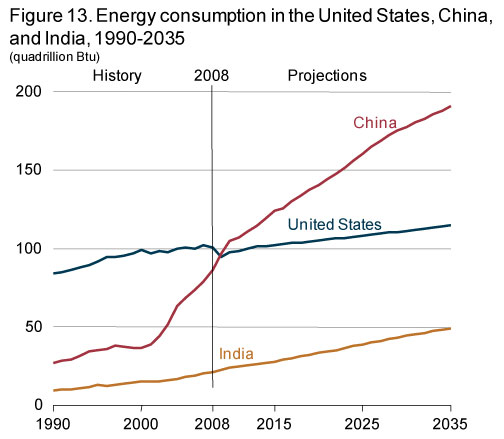 Figure 13. Energy consumption in the United States, China,
and India, 1990-2035
(quadrillion Btu)
History 2008 Projections
200
China
150
United States
100
50
India
0
1990 2000 2008 2015 2025 2035